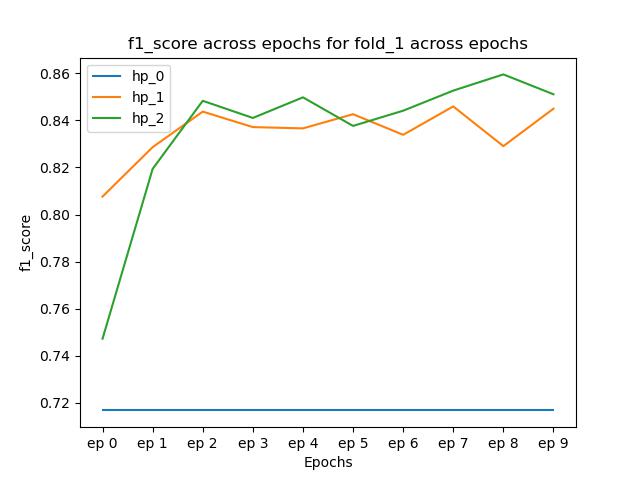 f1_score across epochs for fold_1 across epochs
hp_0
hp_1
hp_2
0.86
0.84
0.82
0.80
0.78
0.76
0.74
0.72
f1_score
ep 0 ep 1 ep 2 ep 3 ep 4 ep 5 ep 6 ep 7 ep 8 ep 9
Epochs